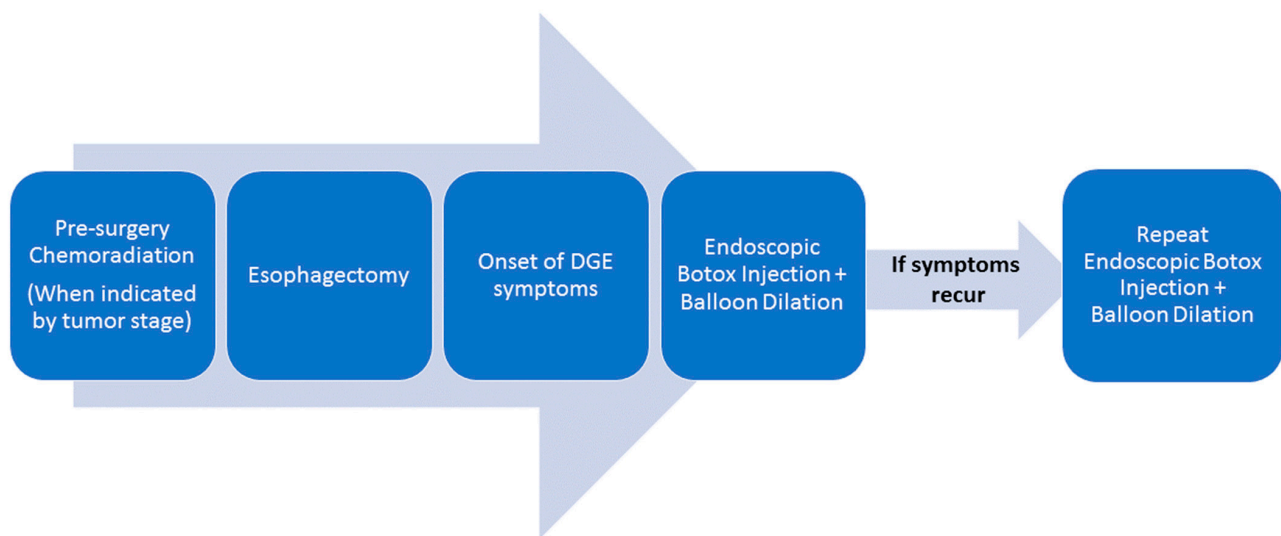 Pre-surgery
Chemoradiation
(When indicated
by tumor stage)
Esophagectomy
Onset of DGE
symptoms
Endoscopic
Botox Injection +
Balloon Dilation
If symptoms
recur
Repeat
Endoscopic Botox
Injection +
Balloon Dilation